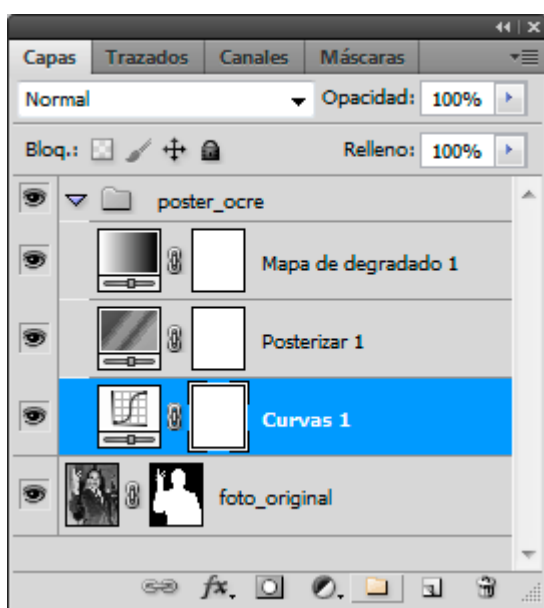 Capas Trazados Canales Máscaras
Normal Opacidad: 100%
Bloq.: Relleno: 100%
poster_ocre
Mapa de degradado 1
Posterizar 1
Curvas 1
foto_original
fx.